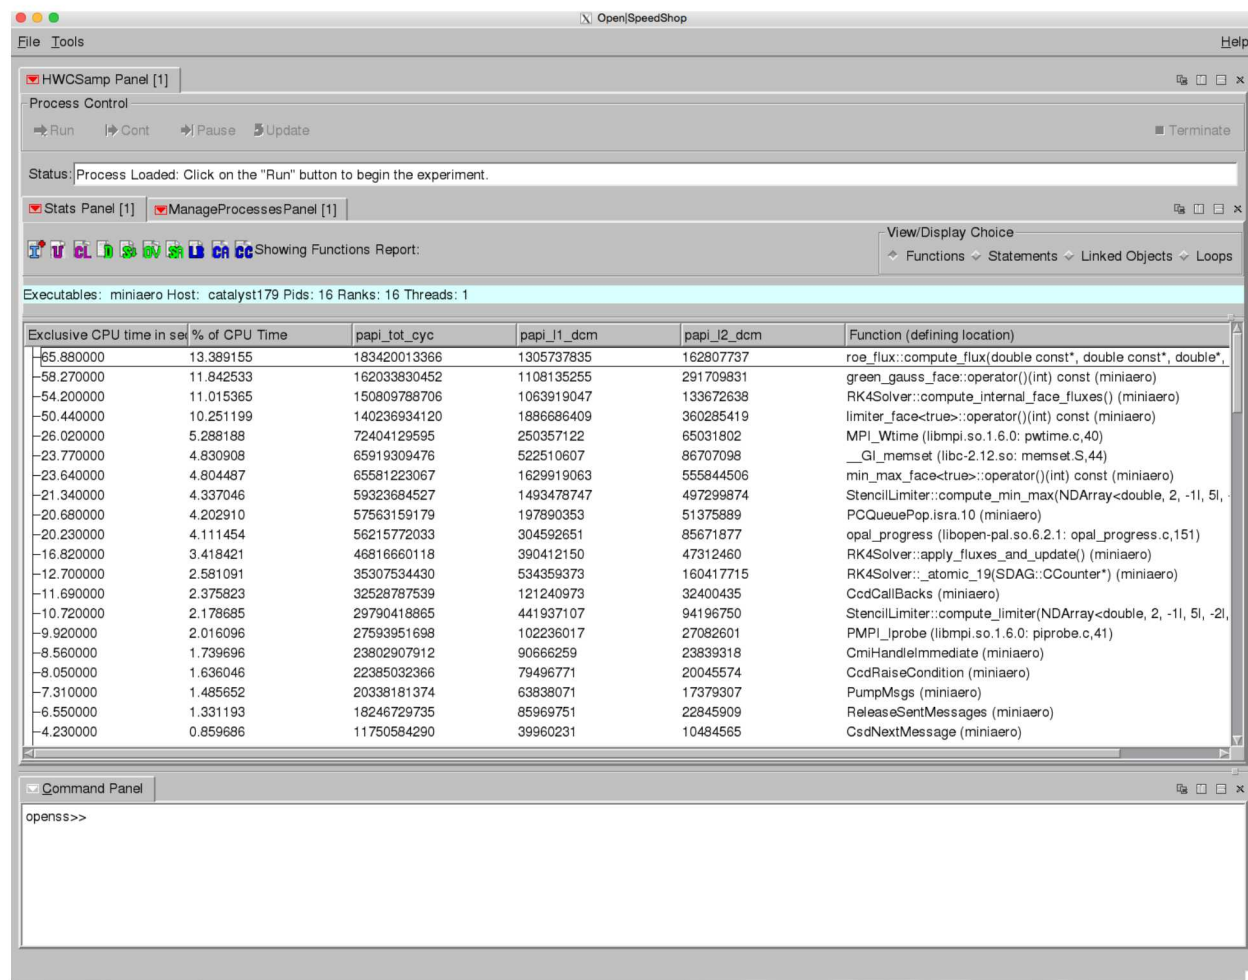 X Open|SpeedShop
File Tools Help
HWCSamp Panel [1]
Process Control
Run Cont Pause Update Terminate
Status: Process Loaded: Click on the "Run" button to begin the experiment.
Stats Panel [1] ManageProcessesPanel [1]
View/Display Choice
I U CL D OV SA LB CA CC Showing Functions Report:
Functions Statements Linked Objects Loops
Executables: miniaero Host: catalyst179 Pids: 16 Ranks: 16 Threads: 1
Exclusive CPU time in sec % of CPU Time papi_tot_cyc papi_l1_dcm papi_l2_dcm Function (defining location)
65.880000 13.389155 183420013366 1305737835 162807737 roe_flux::compute_flux(double const*, double const*, double*,
58.270000 11.842533 162033830452 1108135255 291709831 green_gauss_face::operator()(int) const (miniaero)
54.200000 11.015365 150809788706 1063919047 133672638 RK4Solver::compute_internal_face_fluxes() (miniaero)
50.440000 10.251199 140236934120 1886686409 360285419 limiter_face<true>::operator()(int) const (miniaero)
26.020000 5.288188 72404129595 250357122 65031802 MPI_Wtime (libmpi.so.1.6.0: pwtime.c,40)
23.770000 4.830908 65919309476 522510607 86707098 __GI_memset (libc-2.12.so: memset.S,44)
23.640000 4.804487 65581223067 1629919063 555844506 min_max_face<true>::operator()(int) const (miniaero)
21.340000 4.337046 59323684527 1493478747 497299874 StencilLimiter::compute_min_max(NDArray<double, 2, -1l, 5l, -
20.680000 4.202910 57563159179 197890353 51375889 PCQueuePop.isra.10 (miniaero)
20.230000 4.111454 56215772033 304592651 85671877 opal_progress (libopen-pal.so.6.2.1: opal_progress.c,151)
16.820000 3.418421 46816660118 390412150 47312460 RK4Solver::apply_fluxes_and_update() (miniaero)
12.700000 2.581091 35307534430 534359373 160417715 RK4Solver::_atomic_19(SDAG::CCounter*) (miniaero)
11.690000 2.375823 32528787539 121240973 32400435 CcdCallBacks (miniaero)
10.720000 2.178685 29790418865 441937107 94196750 StencilLimiter::compute_limiter(NDArray<double, 2, -1l, 5l, -2l,
9.920000 2.016096 27593951698 102236017 27082601 PMPI_Iprobe (libmpi.so.1.6.0: piprobe.c,41)
8.560000 1.739696 23802907912 90666259 23839318 CmiHandleImmediate (miniaero)
8.050000 1.636046 22385032366 79496771 20045574 CcdRaiseCondition (miniaero)
7.310000 1.485652 20338181374 63838071 17379307 PumpMsgs (miniaero)
6.550000 1.331193 18246729735 85969751 22845909 ReleaseSentMessages (miniaero)
4.230000 0.859686 11750584290 39960231 10484565 CsdNextMessage (miniaero)
Command Panel
openss>>